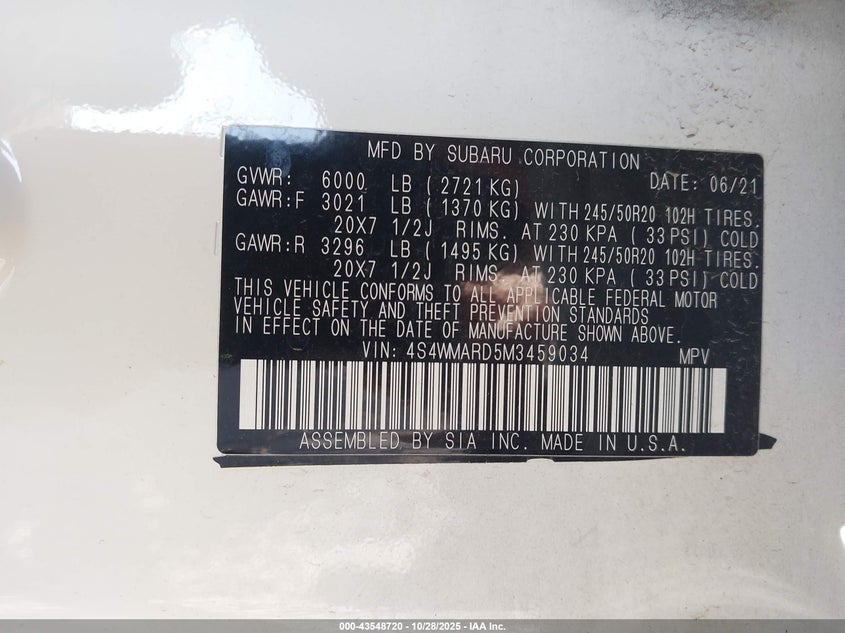 MFD BY SUBARU CORPORATION
GVWR: 6000 LB ( 2721 KG) DATE: 06/21
GAWR:F 3021 LB ( 1370 KG) WITH 245/50R20 102H TIRES.
20X7 1/2J RIMS. AT 230 KPA ( 33 PSI) COLD
GAWR:R 3296 LB ( 1495 KG) WITH 245/50R20 102H TIRES.
20X7 1/2J RIMS. AT 230 KPA ( 33 PSI) COLD
THIS VEHICLE CONFORMS TO ALL APPLICABLE FEDERAL MOTOR
VEHICLE SAFETY AND THEFT PREVENTION STANDARDS
IN EFFECT ON THE DATE OF MANUFACTURE SHOWN ABOVE.
VIN: 4S4WMARD5M3459034 MPV
ASSEMBLED BY SIA INC. MADE IN U.S.A.
000-43548720 - 10/28/2025 - IAA Inc.